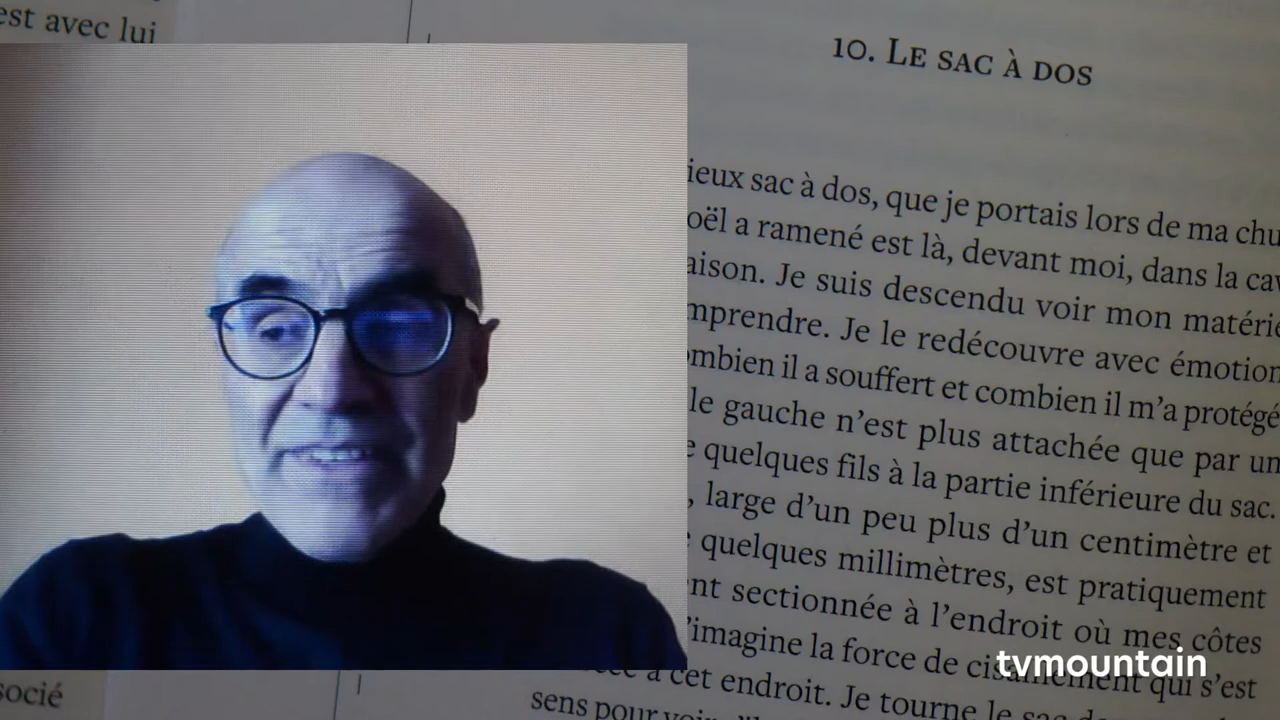 est avec lui
10. LE SAC À DOS
ieux sac à dos, que je portais lors de ma chu
oël a ramené est là, devant moi, dans la cav
aison. Je suis descendu voir mon matérie
mprendre. Je le redécouvre avec émotion
ombien il a souffert et combien il m'a protégé
le gauche n'est plus attachée que par un
e quelques fils à la partie inférieure du sac.
, large d'un peu plus d'un centimètre et
e quelques millimètres, est pratiquement
nt sectionnée à l'endroit où mes côtes
'imagine la force de cisaillement qui s'est
à cet endroit. Je tourne le sac
sens pour voir
socié
tvmountain